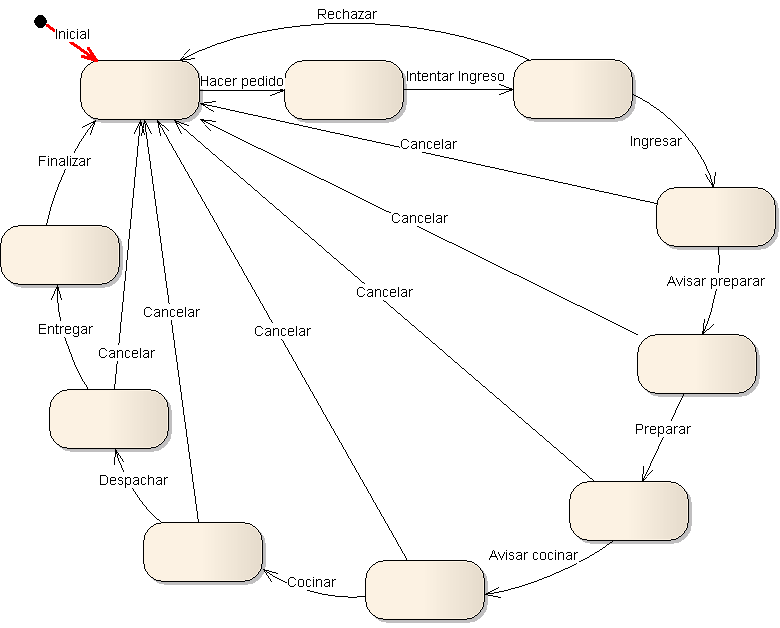 Rechazar
Inicial
Hacer pedido
Intentar Ingreso
Ingresar
Cancelar
Finalizar
Cancelar
Avisar preparar
Cancelar
Cancelar
Entregar
Cancelar
Cancelar
Preparar
Despachar
Avisar cocinar
Cocinar